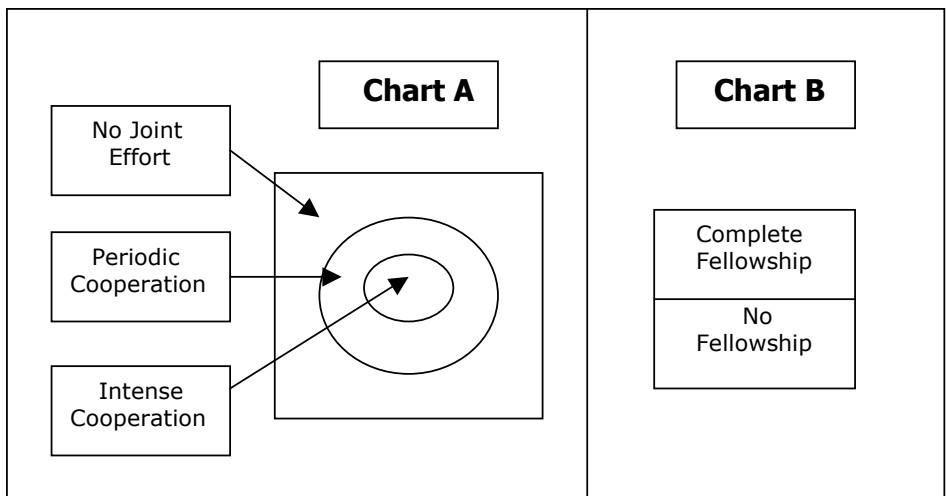 Chart A
No Joint
Effort
Periodic
Cooperation
Intense
Cooperation
Chart B
Complete
Fellowship
No
Fellowship